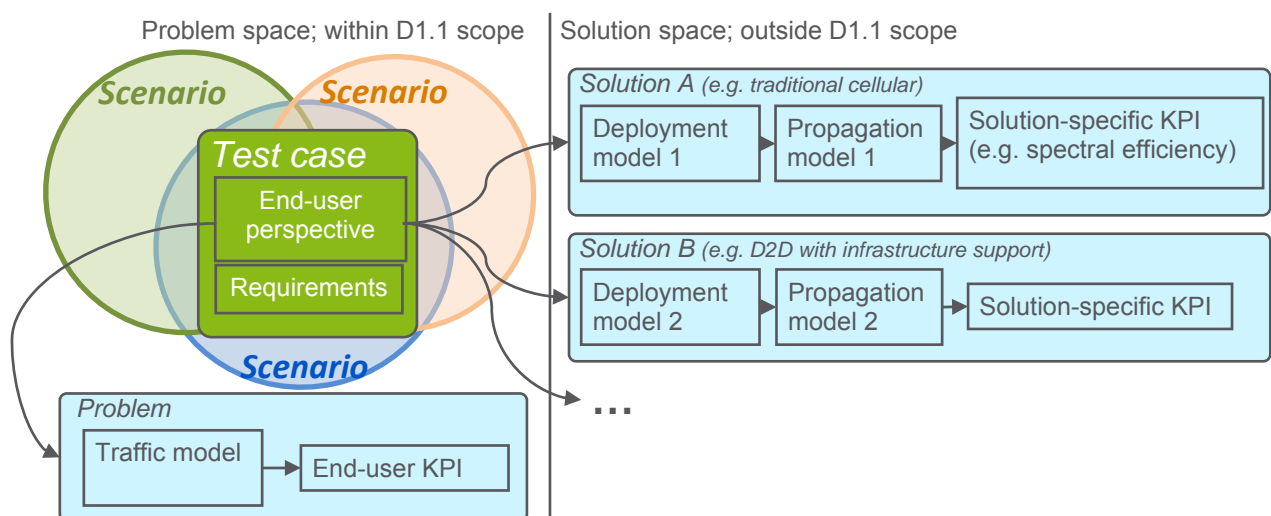 Problem space; within D1.1 scope
Solution space; outside D1.1 scope
Scenario
Scenario
Test case
End-user
perspective
Requirements
Scenario
Problem
Traffic model
End-user KPI
Solution A (e.g. traditional cellular)
Deployment
model 1
Propagation
model 1
Solution-specific KPI
(e.g. spectral efficiency)
Solution B (e.g. D2D with infrastructure support)
Deployment
model 2
Propagation
model 2
Solution-specific KPI
...